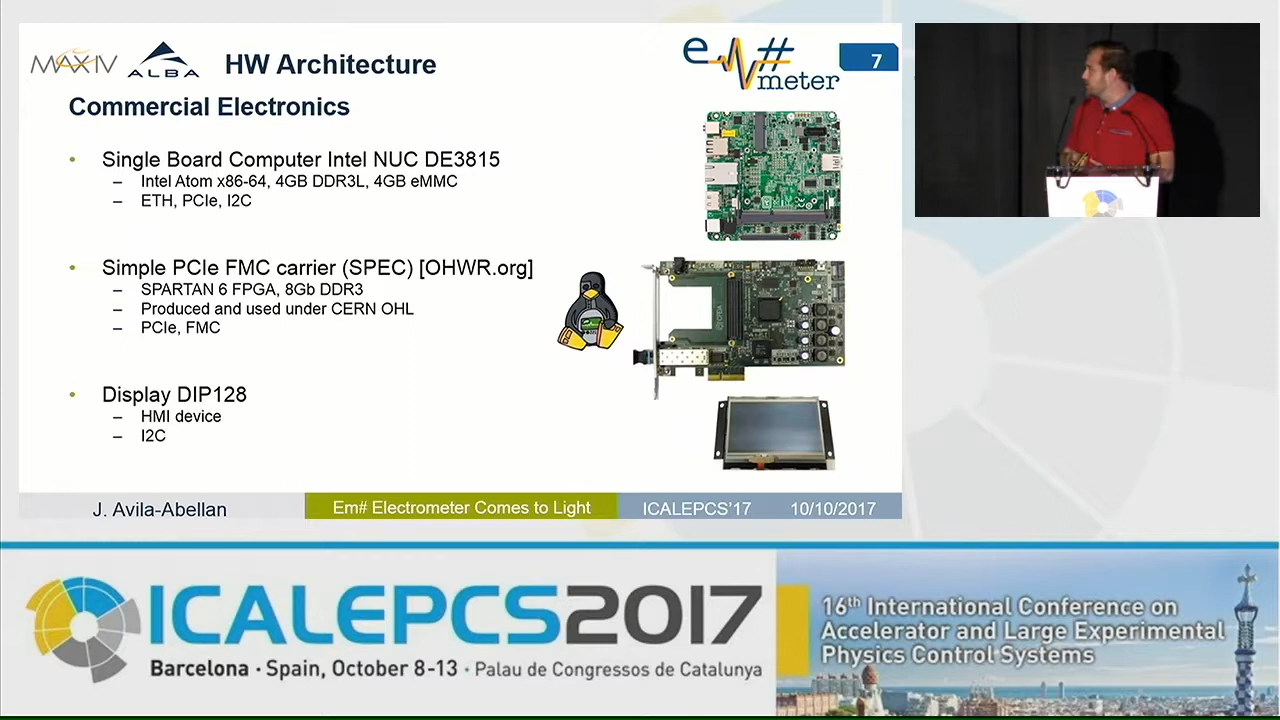 MAXIV
ALBA
HW Architecture
e #
meter
7
Commercial Electronics
• Single Board Computer Intel NUC DE3815
– Intel Atom x86-64, 4GB DDR3L, 4GB eMMC
– ETH, PCIe, I2C
• Simple PCIe FMC carrier (SPEC) [OHWR.org]
– SPARTAN 6 FPGA, 8Gb DDR3
– Produced and used under CERN OHL
– PCIe, FMC
• Display DIP128
– HMI device
– I2C
J. Avila-Abellan
Em# Electrometer Comes to Light
ICALEPCS'17
10/10/2017
ICALEPCS2017
Barcelona · Spain, October 8-13 · Palau de Congressos de Catalunya
16th International Conference on
Accelerator and Large Experimental
Physics Control Systems